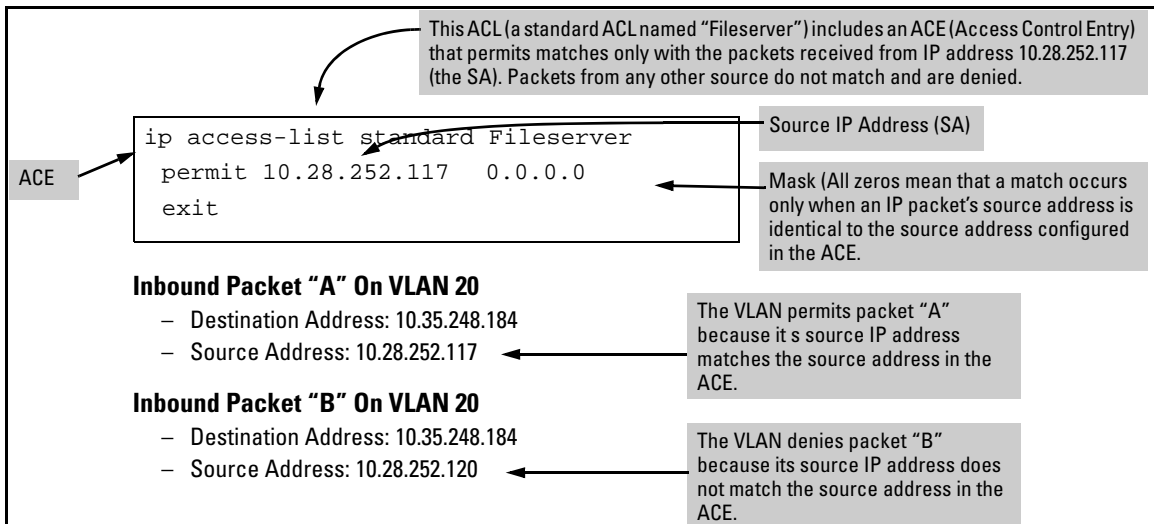 This ACL (a standard ACL named “Fileserver”) includes an ACE (Access Control Entry)
that permits matches only with the packets received from IP address 10.28.252.117
(the SA). Packets from any other source do not match and are denied.
ip access-list standard Fileserver
permit 10.28.252.117 0.0.0.0
exit
ACE
Source IP Address (SA)
Mask (All zeros mean that a match occurs
only when an IP packet’s source address is
identical to the source address configured
in the ACE.
Inbound Packet “A” On VLAN 20
– Destination Address: 10.35.248.184
– Source Address: 10.28.252.117
The VLAN permits packet “A”
because it s source IP address
matches the source address in the
ACE.
Inbound Packet “B” On VLAN 20
– Destination Address: 10.35.248.184
– Source Address: 10.28.252.120
The VLAN denies packet “B”
because its source IP address does
not match the source address in the
ACE.